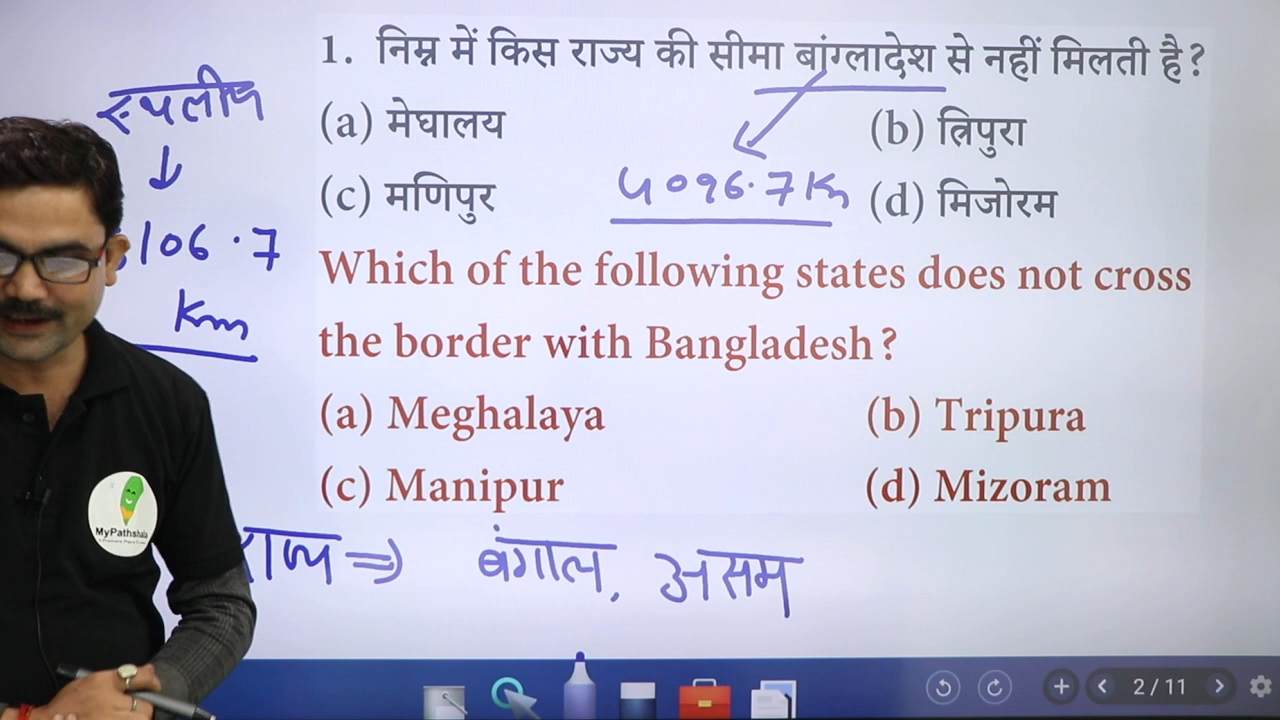 1. निम्न में किस राज्य की सीमा बांग्लादेश से नहीं मिलती है?
(a) मेघालय (b) त्रिपुरा
(c) मणिपुर (d) मिजोरम
4096.7 Km
स्थलीय
↓
106.7
Km
Which of the following states does not cross
the border with Bangladesh?
(a) Meghalaya (b) Tripura
(c) Manipur (d) Mizoram
राज्य ⇒ बंगाल, असम
MyPathshala
2 / 11